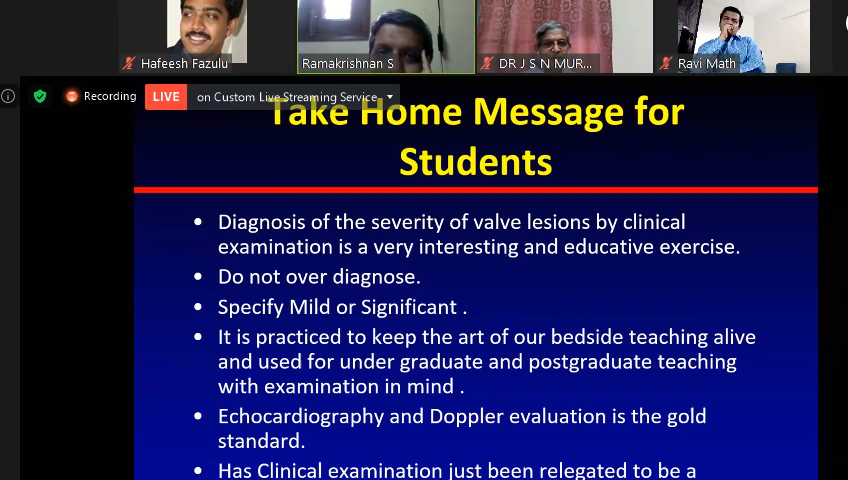 Hafeesh Fazulu
Ramakrishnan S
DR J S N MUR...
Ravi Math
Recording
LIVE
on Custom Live Streaming Service
Take Home Message for
Students
• Diagnosis of the severity of valve lesions by clinical
examination is a very interesting and educative exercise.
• Do not over diagnose.
• Specify Mild or Significant .
• It is practiced to keep the art of our bedside teaching alive
and used for under graduate and postgraduate teaching
with examination in mind .
• Echocardiography and Doppler evaluation is the gold
standard.
• Has Clinical examination just been relegated to be a